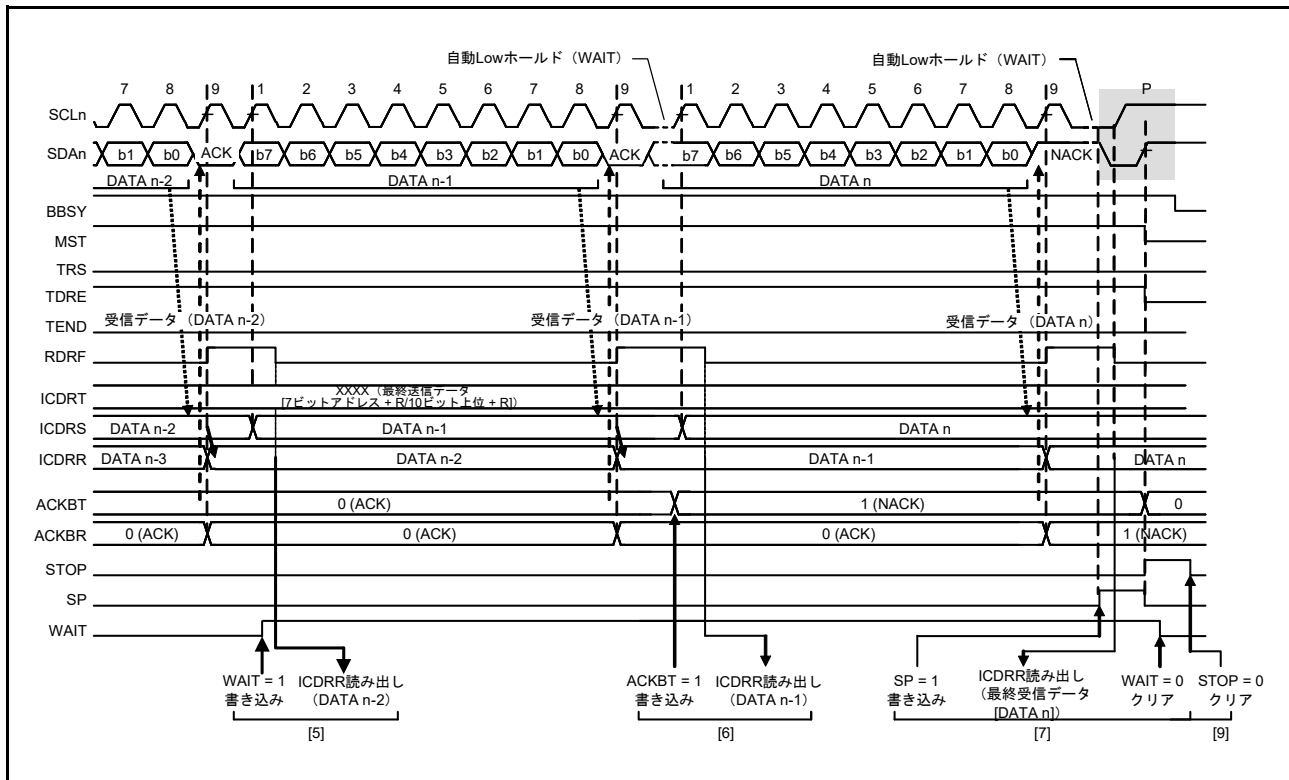 自動Lowホールド（WAIT）
自動Lowホールド（WAIT）
7 8 9 1 2 3 4 5 6 7 8 9 1 2 3 4 5 6 7 8 9 P
SCLn
SDAn b1 b0 ACK b7 b6 b5 b4 b3 b2 b1 b0 ACK b7 b6 b5 b4 b3 b2 b1 b0 NACK
DATA n-2 DATA n-1 DATA n
BBSY
MST
TRS
TDRE
TEND 受信データ（DATA n-2） 受信データ（DATA n-1） 受信データ（DATA n）
RDRF
ICDRT XXXX（最終送信データ
[7ビットアドレス + R/10ビット上位 + R]）
ICDRS DATA n-2 DATA n-1 DATA n
ICDRR DATA n-3 DATA n-2 DATA n-1 DATA n
ACKBT 0 (ACK) 1 (NACK) 0
ACKBR 0 (ACK) 0 (ACK) 0 (ACK) 1 (NACK)
STOP
SP
WAIT
WAIT = 1
書き込み
ICDRR読み出し
（DATA n-2）
[5]
ACKBT = 1
書き込み
ICDRR読み出し
（DATA n-1）
[6]
SP = 1
書き込み
ICDRR読み出し
（最終受信データ
[DATA n]）
WAIT = 0
クリア
[7]
STOP = 0
クリア
[9]